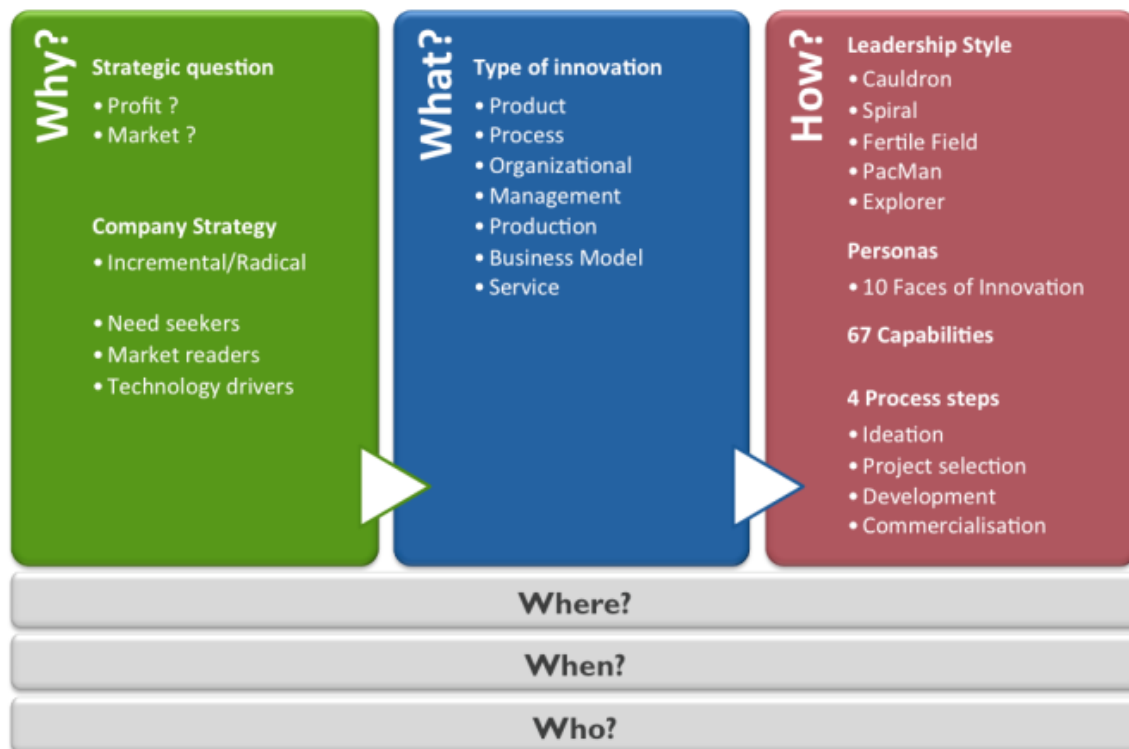 Why?
Strategic question
• Profit ?
• Market ?
Company Strategy
• Incremental/Radical
• Need seekers
• Market readers
• Technology drivers
What?
Type of innovation
• Product
• Process
• Organizational
• Management
• Production
• Business Model
• Service
How?
Leadership Style
• Cauldron
• Spiral
• Fertile Field
• PacMan
• Explorer
Personas
• 10 Faces of Innovation
67 Capabilities
4 Process steps
• Ideation
• Project selection
• Development
• Commercialisation
Where?
When?
Who?